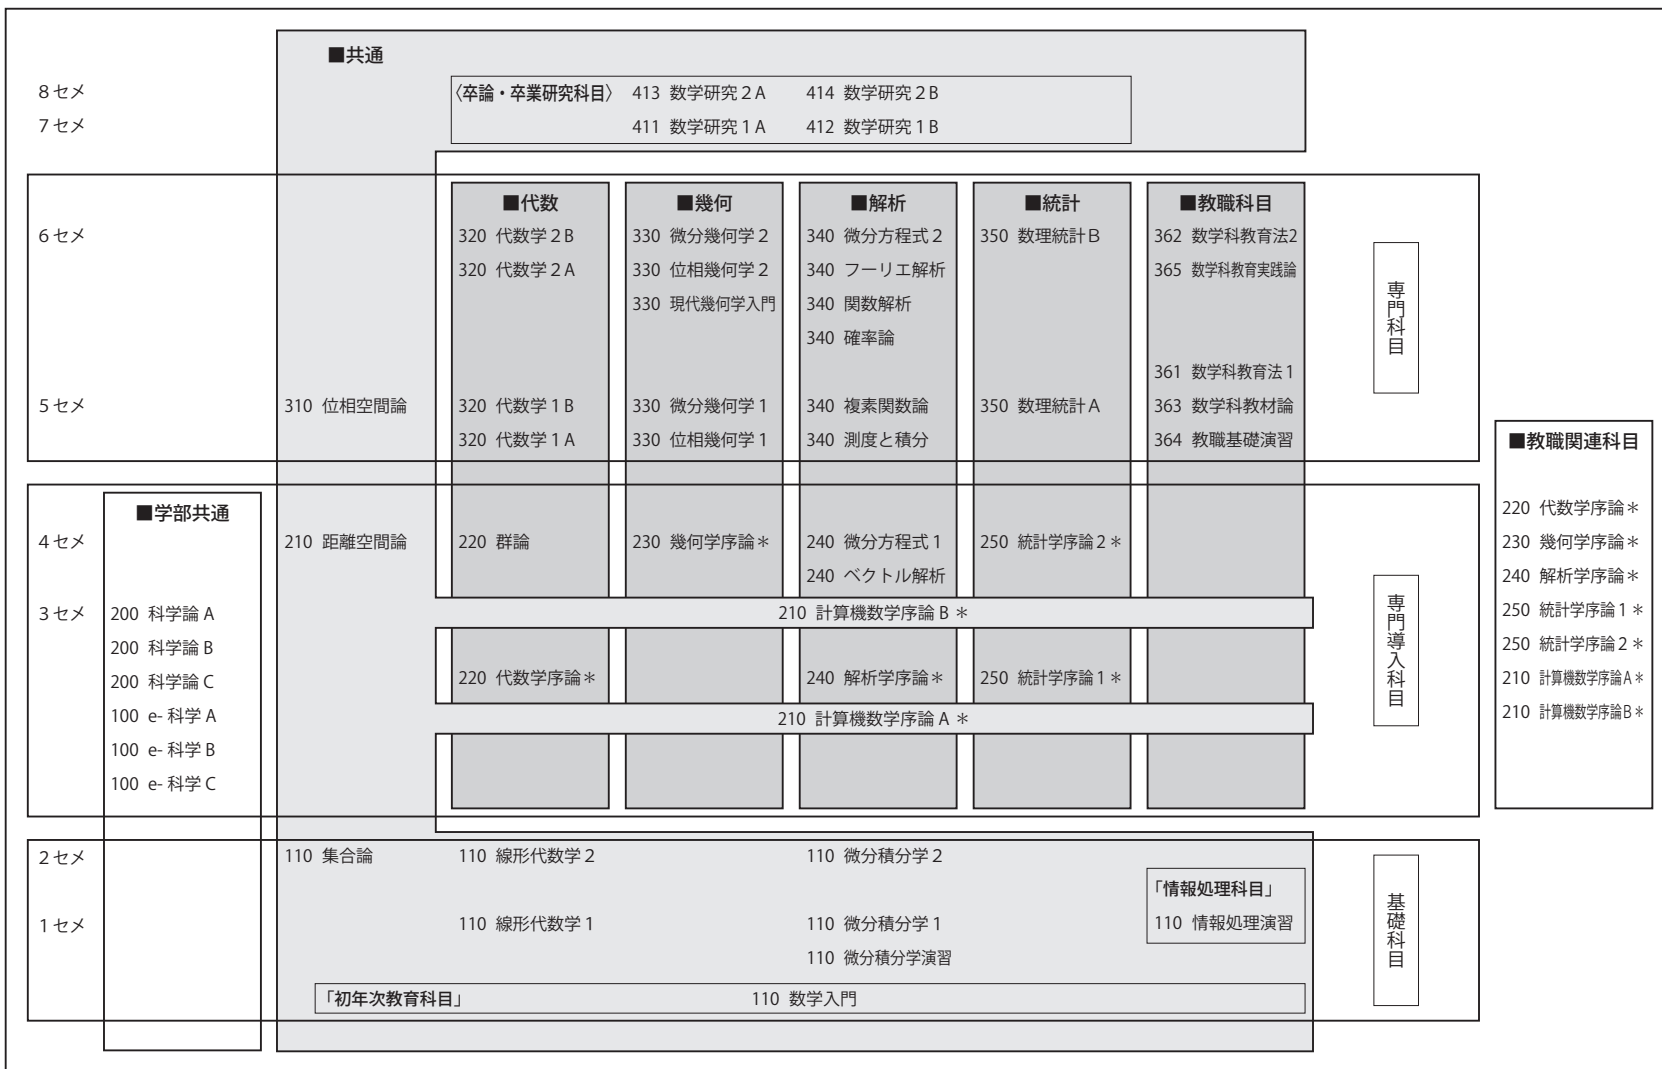 ■共通
8セメ 〈卒論・卒業研究科目〉 413 数学研究2A 414 数学研究2B
7セメ 411 数学研究1A 412 数学研究1B
■代数 ■幾何 ■解析 ■統計 ■教職科目
6セメ 320 代数学2B 330 微分幾何学2 340 微分方程式2 350 数理統計B 362 数学科教育法2
320 代数学2A 330 位相幾何学2 340 フーリエ解析 365 数学科教育実践論
330 現代幾何学入門 340 関数解析
340 確率論
専門科目
361 数学科教育法1
5セメ 310 位相空間論 320 代数学1B 330 微分幾何学1 340 複素関数論 350 数理統計A 363 数学科教材論
320 代数学1A 330 位相幾何学1 340 測度と積分 364 教職基礎演習
■教職関連科目
220 代数学序論＊
230 幾何学序論＊
240 解析学序論＊
250 統計学序論1＊
250 統計学序論2＊
210 計算機数学序論A＊
210 計算機数学序論B＊
■学部共通
4セメ 210 距離空間論 220 群論 230 幾何学序論＊ 240 微分方程式1 250 統計学序論2＊
240 ベクトル解析
3セメ 200 科学論 A 210 計算機数学序論 B ＊
200 科学論 B
200 科学論 C 220 代数学序論＊ 240 解析学序論＊ 250 統計学序論1＊
100 e- 科学 A 210 計算機数学序論 A ＊
100 e- 科学 B
100 e- 科学 C
専門導入科目
2セメ 110 集合論 110 線形代数学2 110 微分積分学2
「情報処理科目」
1セメ 110 線形代数学1 110 微分積分学1 110 情報処理演習
110 微分積分学演習
「初年次教育科目」 110 数学入門
基礎科目